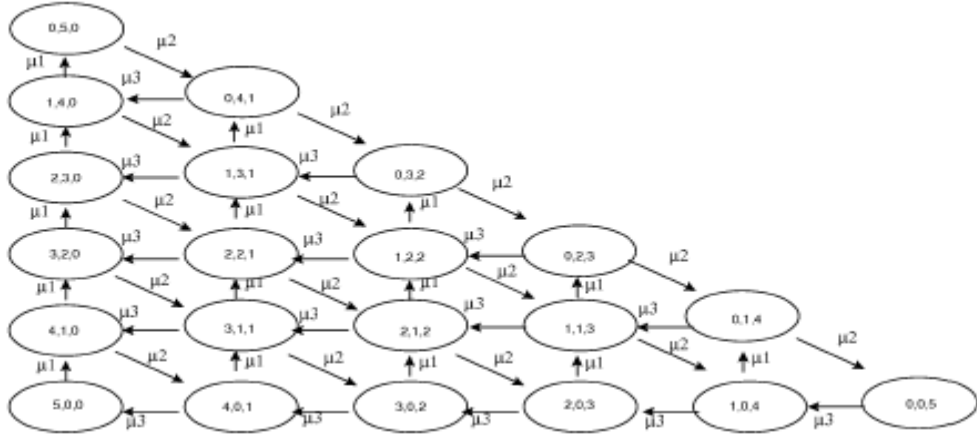 0,5,0
μ2
μ1
μ3
1,4,0
0,4,1
μ2
μ1
μ2
μ1
μ3
μ3
2,3,0
1,3,1
0,3,2
μ2
μ1
μ2
μ1
μ2
μ1
μ3
μ3
μ3
3,2,0
2,2,1
1,2,2
0,2,3
μ2
μ1
μ2
μ1
μ2
μ1
μ2
μ1
μ3
μ3
μ3
μ3
4,1,0
3,1,1
2,1,2
1,1,3
0,1,4
μ2
μ1
μ2
μ1
μ2
μ1
μ2
μ1
μ2
μ1
5,0,0
4,0,1
3,0,2
2,0,3
1,0,4
0,0,5
μ3
μ3
μ3
μ3
μ3